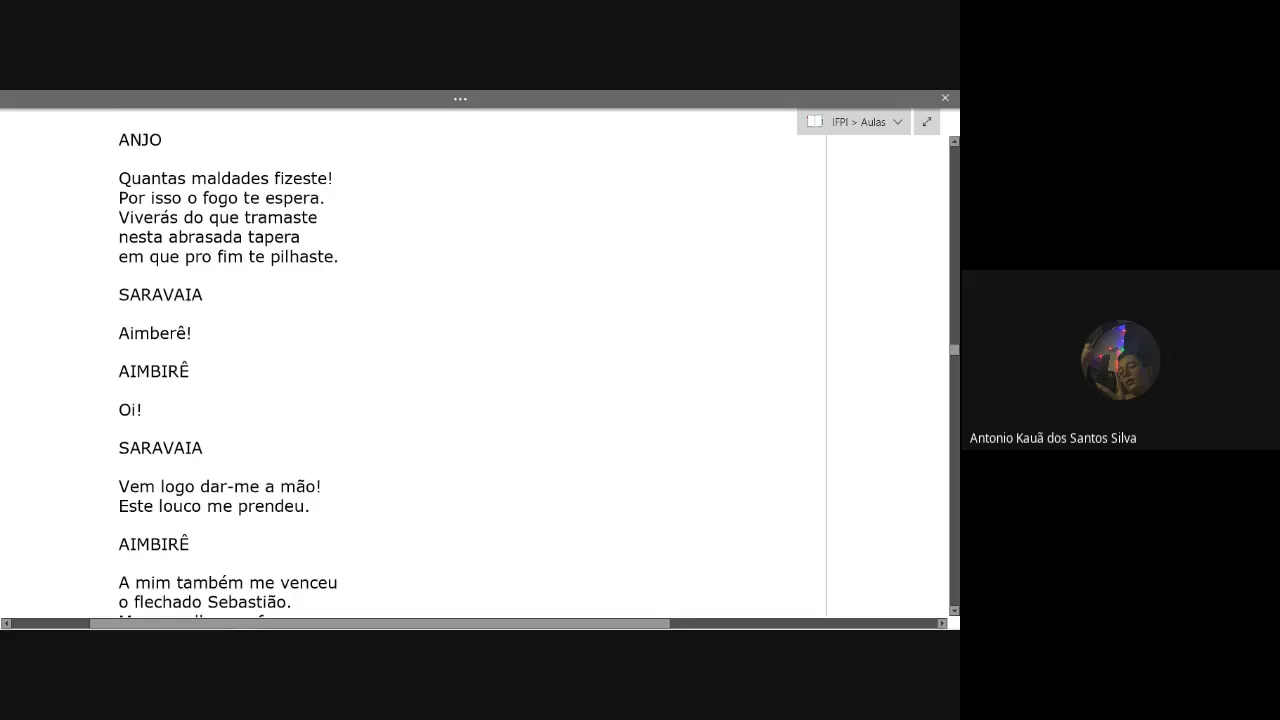 ...
IFPI > Aulas
ANJO
Quantas maldades fizeste!
Por isso o fogo te espera.
Viverás do que tramaste
nesta abrasada tapera
em que pro fim te pilhaste.
SARAVAIA
Aimberê!
AIMBIRÊ
Oi!
SARAVAIA
Vem logo dar-me a mão!
Este louco me prendeu.
AIMBIRÊ
A mim também me venceu
o flechado Sebastião.
Antonio Kauã dos Santos Silva